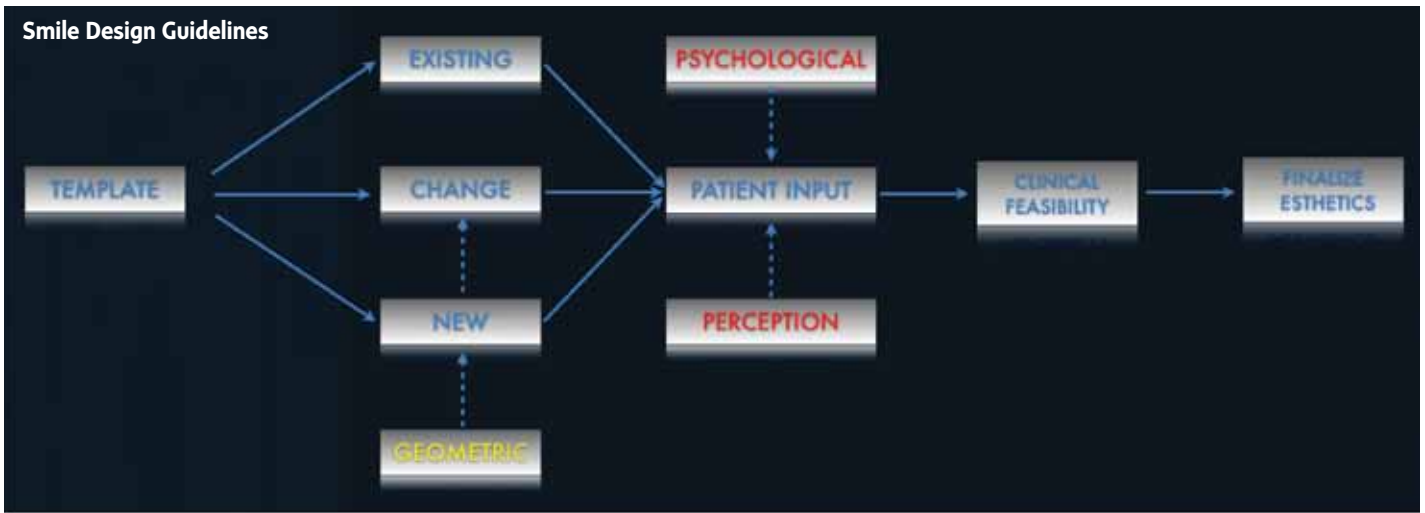 Smile Design Guidelines
EXISTING
PSYCHOLOGICAL
TEMPLATE
CHANGE
PATIENT INPUT
CLINICAL
FEASIBILITY
FINALIZE
ESTHETICS
NEW
PERCEPTION
GEOMETRIC